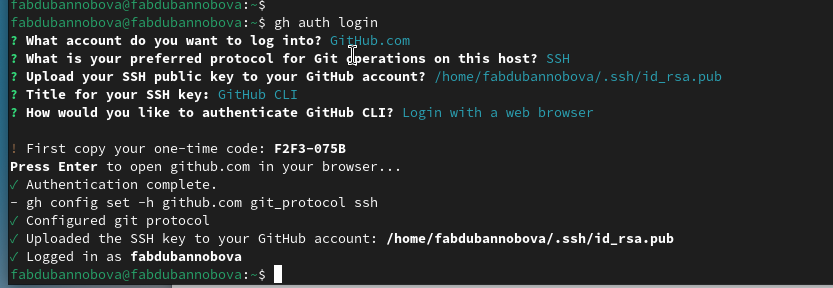 fabdubannobova@fabdubannobova:~$
fabdubannobova@fabdubannobova:~$ gh auth login
? What account do you want to log into? GitHub.com
? What is your preferred protocol for Git operations on this host? SSH
? Upload your SSH public key to your GitHub account? /home/fabdubannobova/.ssh/id_rsa.pub
? Title for your SSH key: GitHub CLI
? How would you like to authenticate GitHub CLI? Login with a web browser
! First copy your one-time code: F2F3-075B
Press Enter to open github.com in your browser...
✓ Authentication complete.
- gh config set -h github.com git_protocol ssh
✓ Configured git protocol
✓ Uploaded the SSH key to your GitHub account: /home/fabdubannobova/.ssh/id_rsa.pub
✓ Logged in as fabdubannobova
fabdubannobova@fabdubannobova:~$